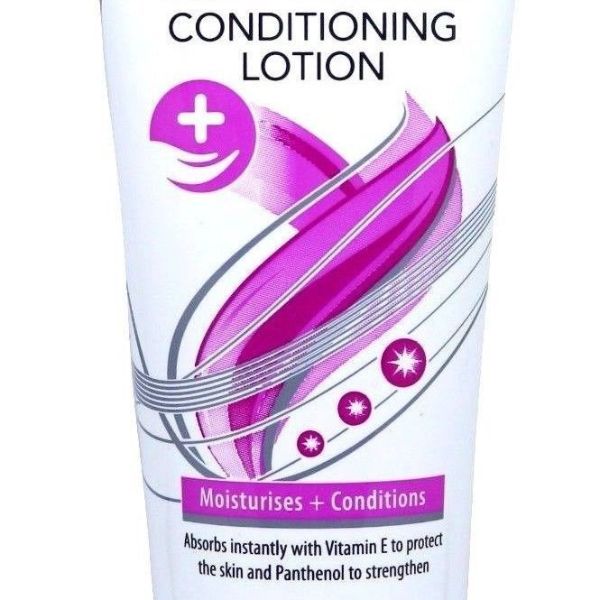 CONDITIONING
LOTION
Moisturises + Conditions
Absorbs instantly with Vitamin E to protect
the skin and Panthenol to strengthen